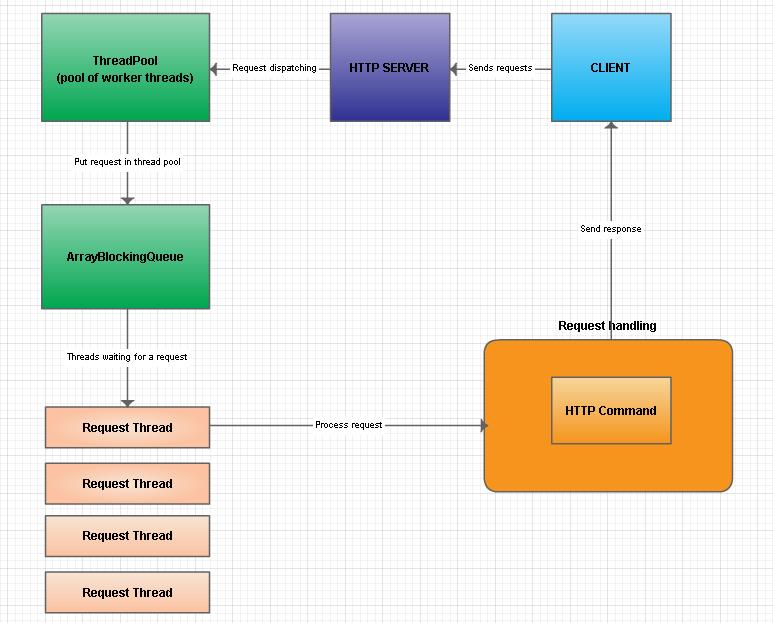 ThreadPool
(pool of worker threads)
Request dispatching
HTTP SERVER
Sends requests
CLIENT
Put request in thread pool
ArrayBlockingQueue
Send response
Threads waiting for a request
Request handling
HTTP Command
Request Thread
Process request
Request Thread
Request Thread
Request Thread